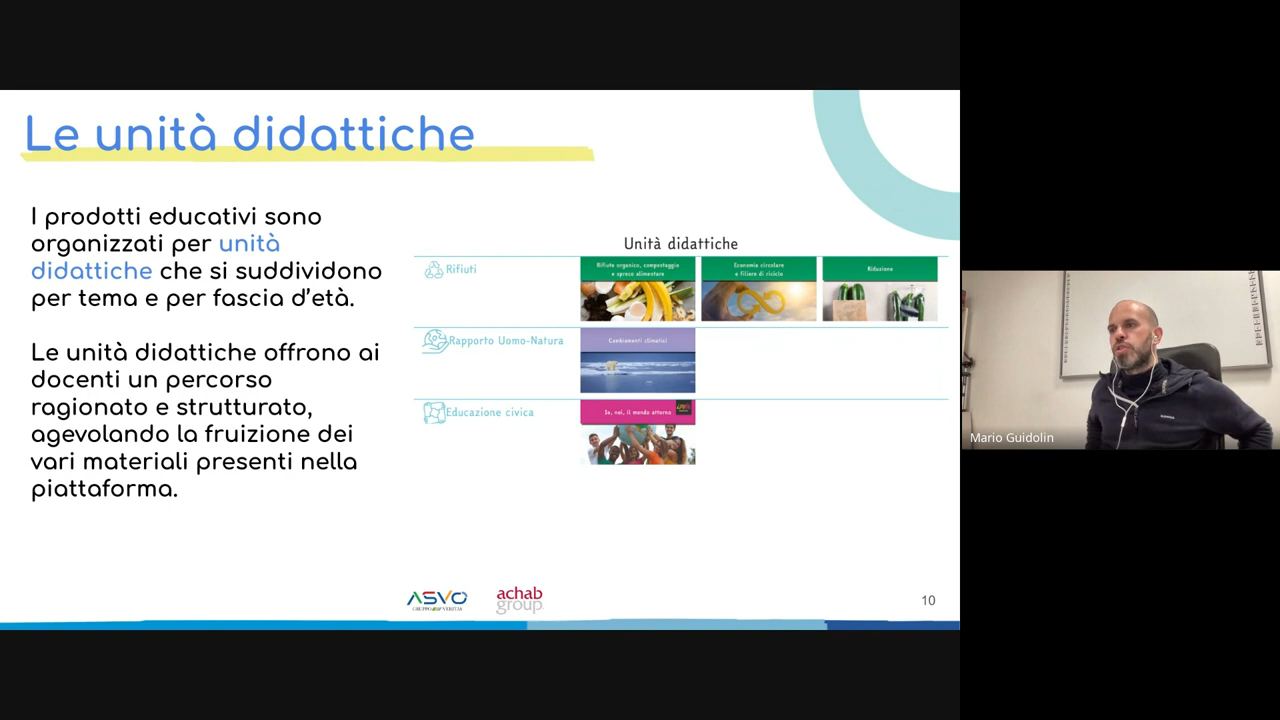 Le unità didattiche
I prodotti educativi sono
organizzati per unità
didattiche che si suddividono
per tema e per fascia d'età.
Le unità didattiche offrono ai
docenti un percorso
ragionato e strutturato,
agevolando la fruizione dei
vari materiali presenti nella
piattaforma.
Unità didattiche
Rifiuti
Rifiuto organico, compostaggio
e spreco alimentare
Economia circolare
e filiere di riciclo
Riduzione
Rapporto Uomo-Natura
Cambiamenti climatici
Educazione civica
Io, noi, il mondo attorno
ASVO
GRUPPO VERITAS
achab
group
10
Mario Guidolin